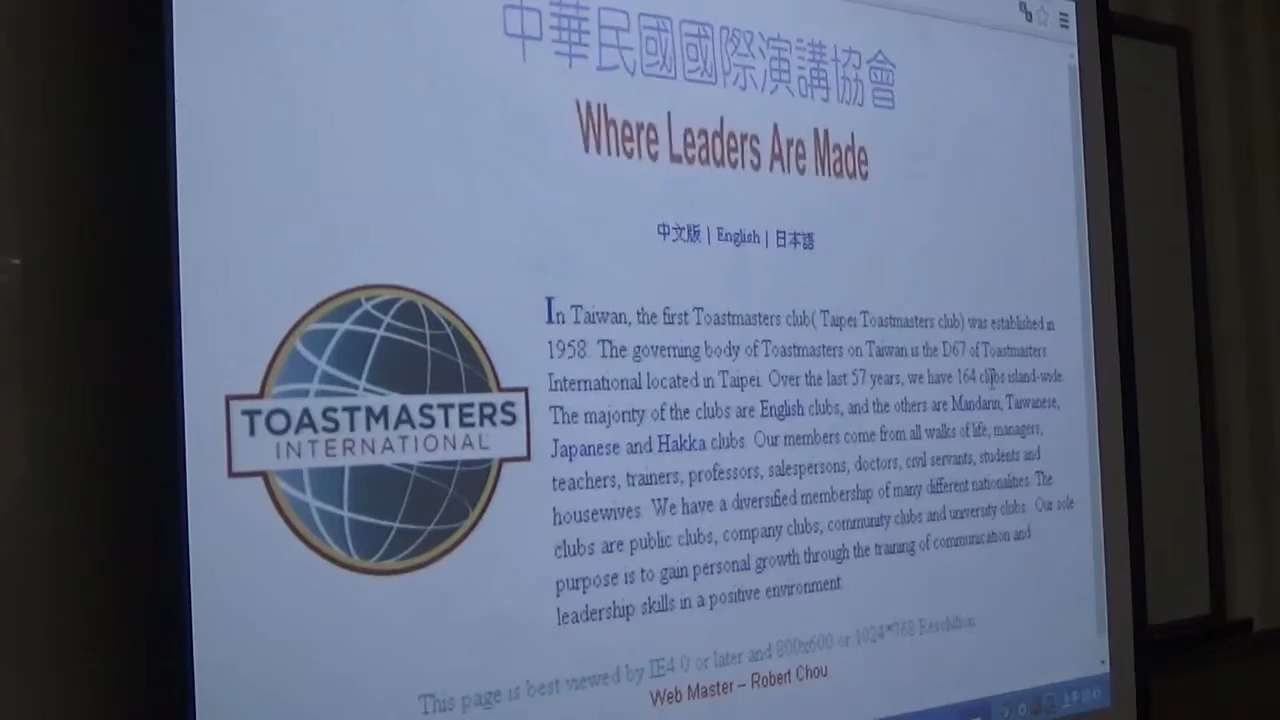 中華民國國際演講協會
Where Leaders Are Made
中文版 | English | 日本語
TOASTMASTERS
INTERNATIONAL
In Taiwan, the first Toastmasters club( Taipei Toastmasters club) was established in
1958. The governing body of Toastmasters on Taiwan is the D67 of Toastmasters
International located in Taipei. Over the last 57 years, we have 164 clubs island-wide.
The majority of the clubs are English clubs, and the others are Mandarin, Taiwanese,
Japanese and Hakka clubs. Our members come from all walks of life, managers,
teachers, trainers, professors, salespersons, doctors, civil servants, students and
housewives. We have a diversified membership of many different nationalities. The
clubs are public clubs, company clubs, community clubs and university clubs. Our sole
purpose is to gain personal growth through the training of communication and
leadership skills in a positive environment.
This page is best viewed by IE4.0 or later and 800x600 or 1024*768 Resolution
Web Master -- Robert Chou